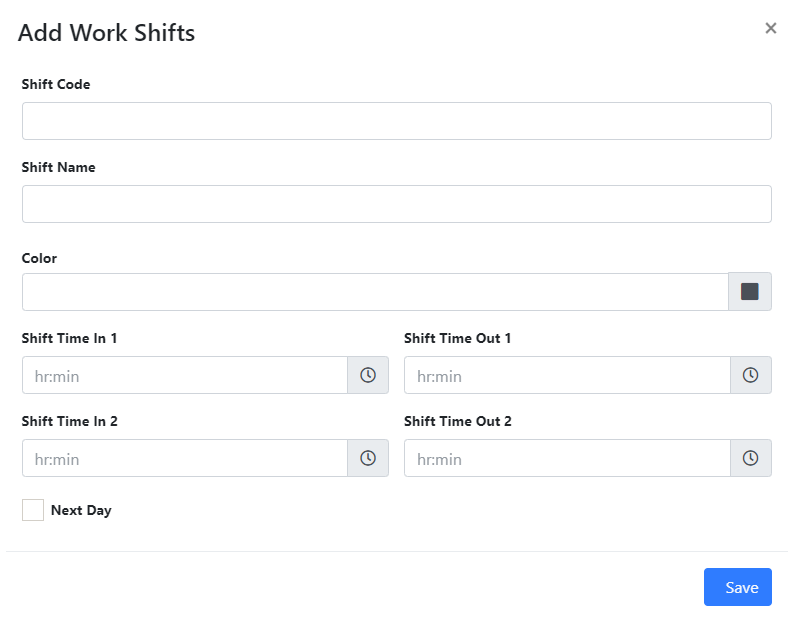 Add Work Shifts
×
Shift Code
Shift Name
Color
Shift Time In 1 Shift Time Out 1
hr:min hr:min
Shift Time In 2 Shift Time Out 2
hr:min hr:min
Next Day
Save